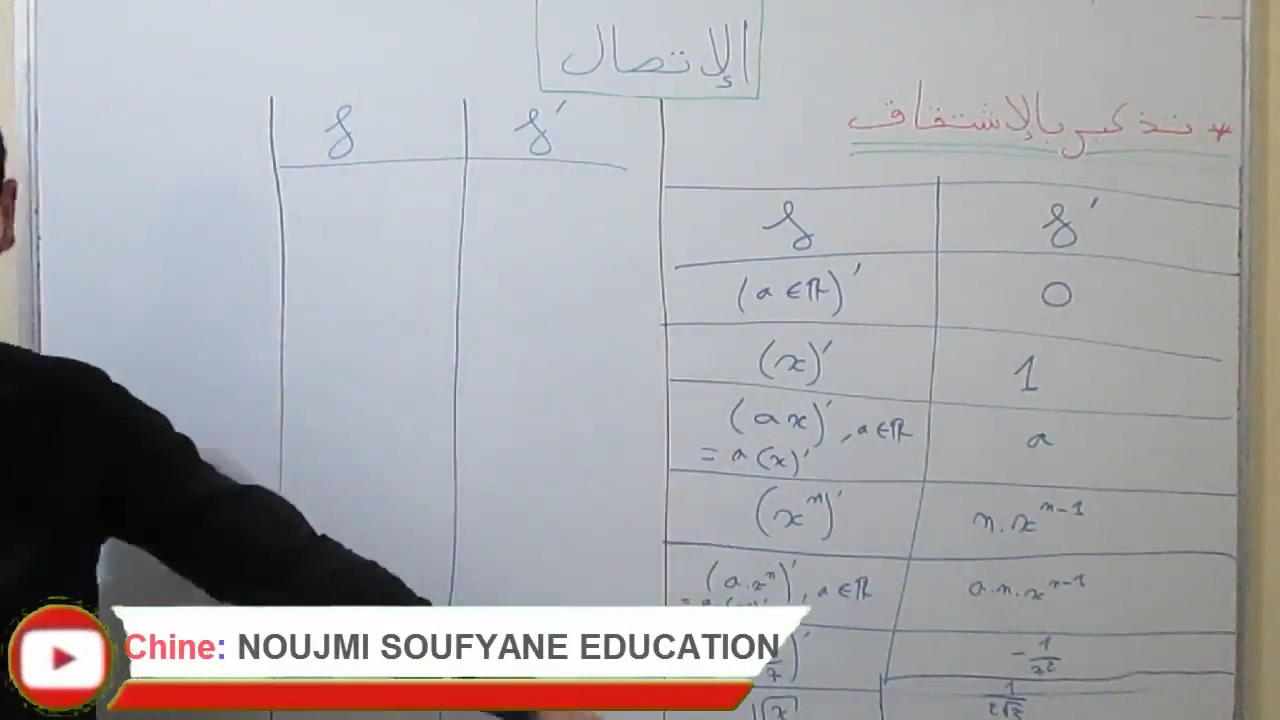 الإتصال
* تذكير بالإشتقاق
f f'
f f'
(a ∈ ℝ)' 0
(x)' 1
(ax)', a ∈ ℝ a
= a(x)'
(xⁿ)' n.xⁿ⁻¹
(a.xⁿ)', a ∈ ℝ a.n.xⁿ⁻¹
-1/x²
√x 1/2√x
Chine: NOUJMI SOUFYANE EDUCATION